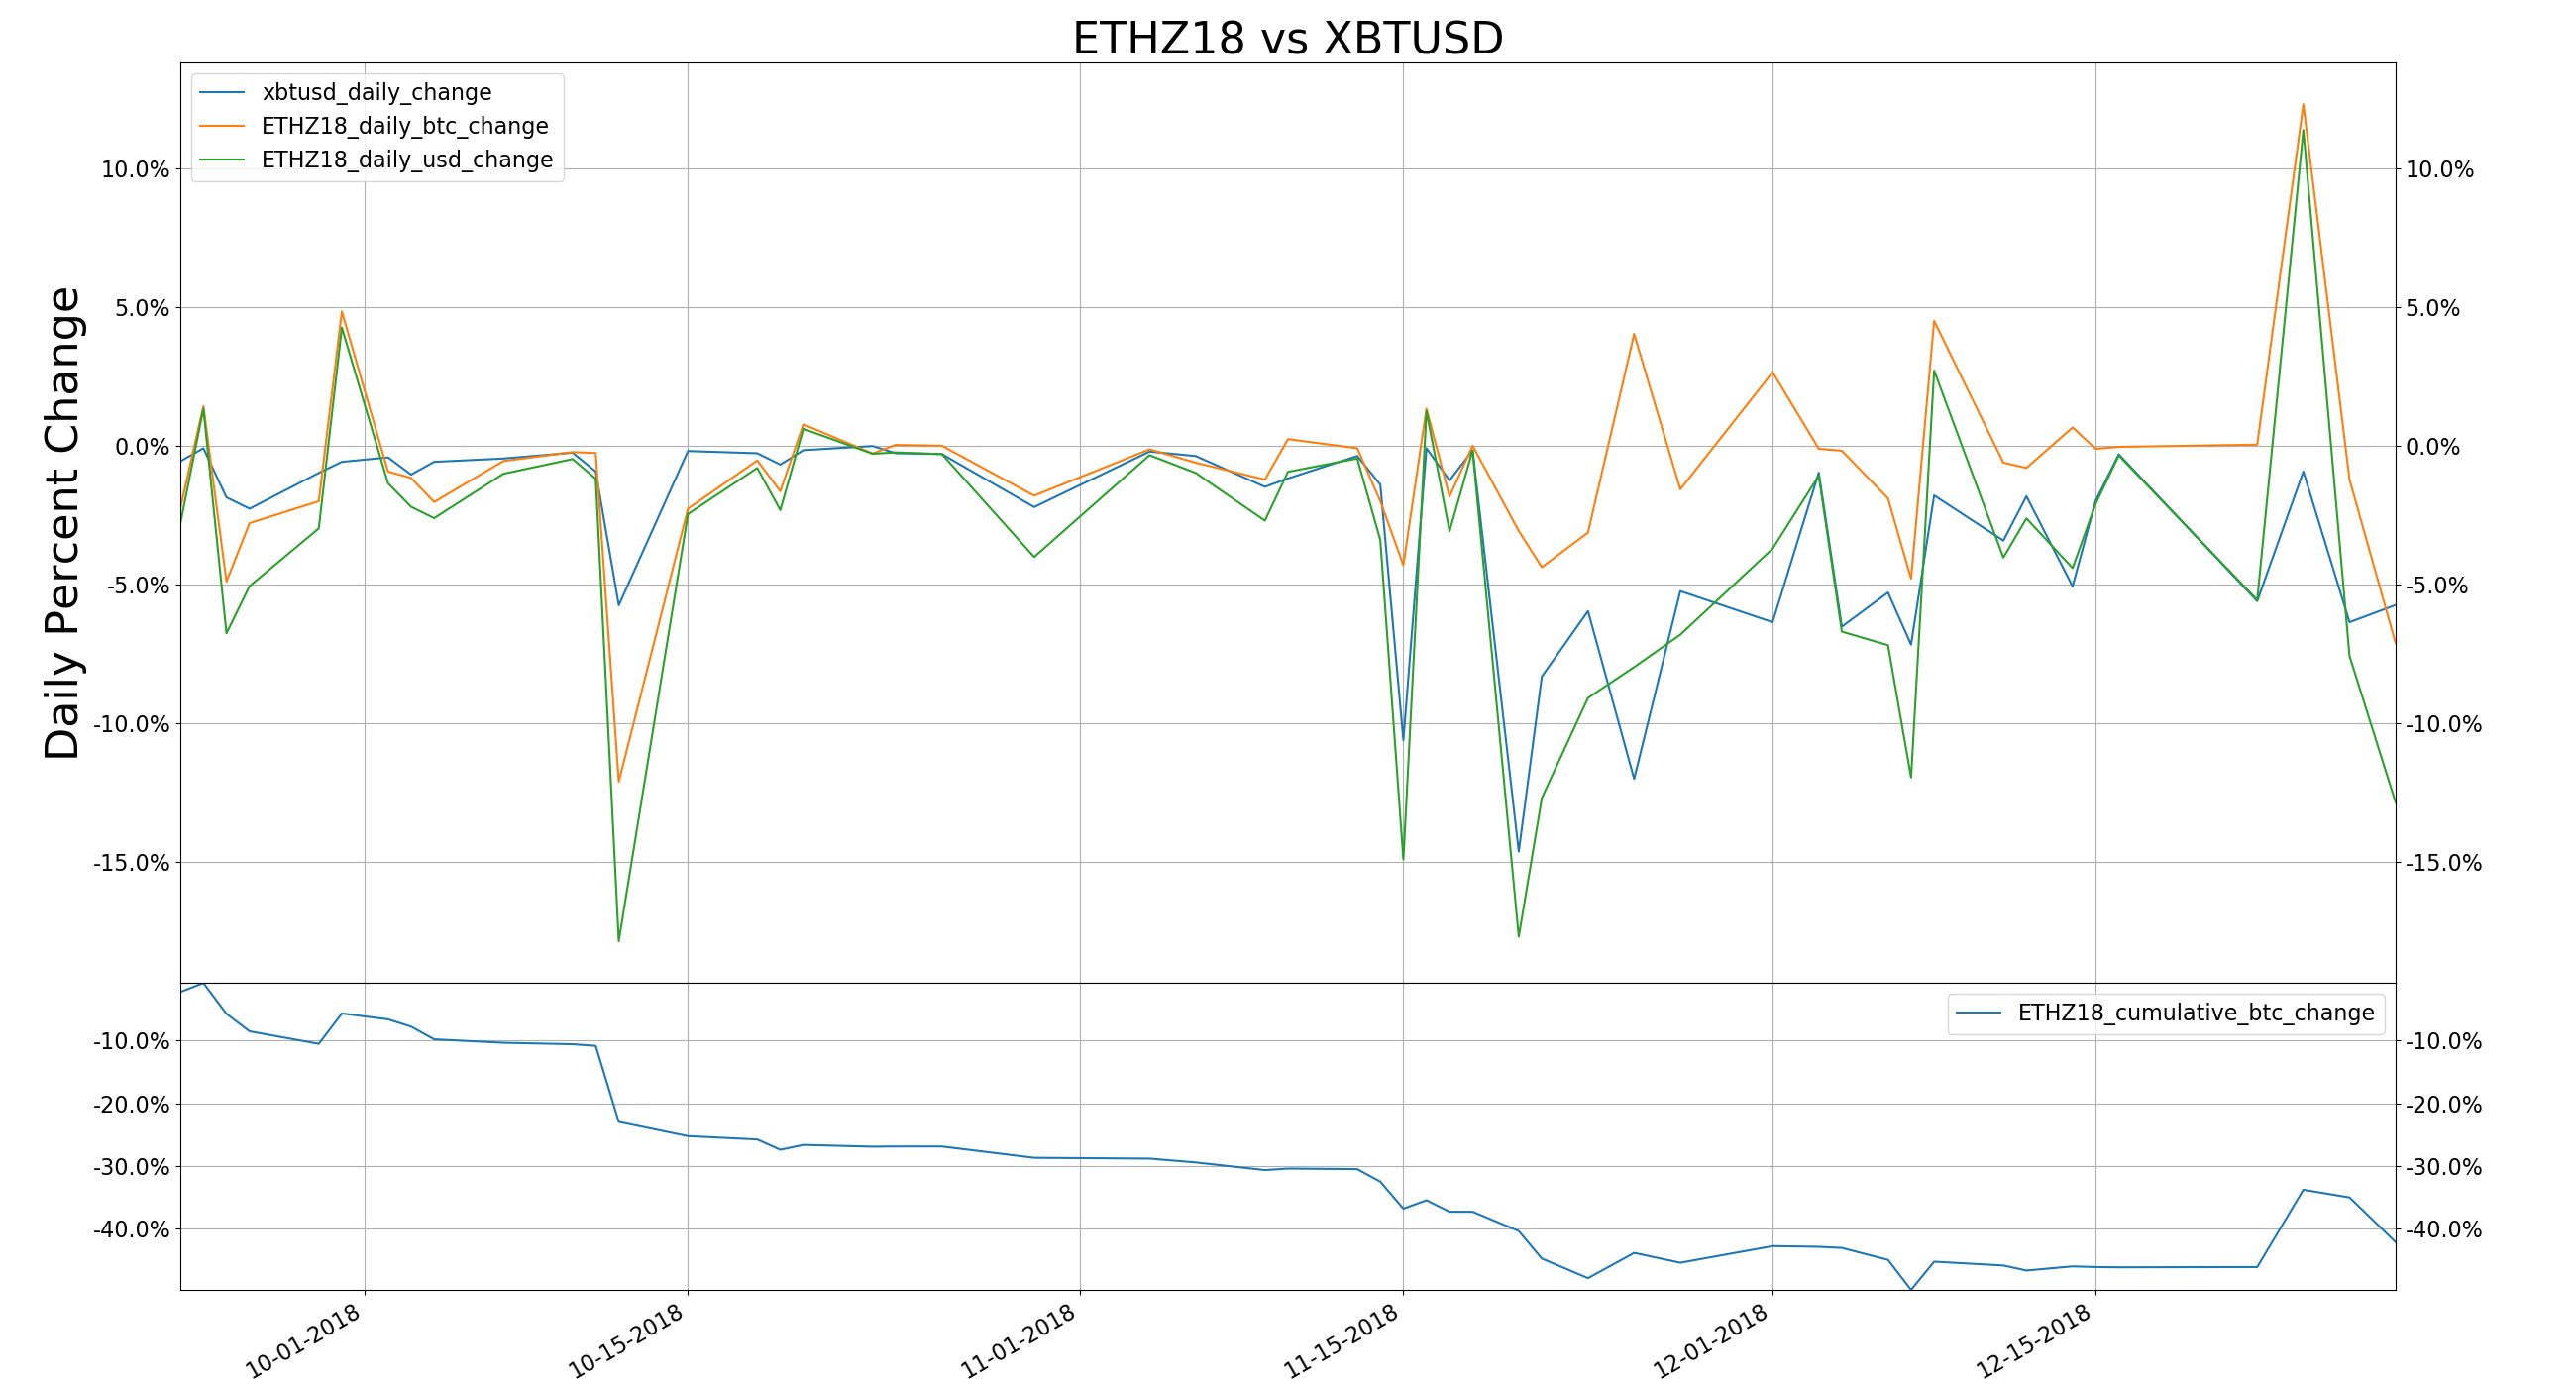 ETHZ18 vs XBTUSD
xbtusd_daily_change
ETHZ18_daily_btc_change
ETHZ18_daily_usd_change
Daily Percent Change
10.0% 10.0%
5.0% 5.0%
0.0% 0.0%
-5.0% -5.0%
-10.0% -10.0%
-15.0% -15.0%
ETHZ18_cumulative_btc_change
-10.0% -10.0%
-20.0% -20.0%
-30.0% -30.0%
-40.0% -40.0%
10-01-2018 10-15-2018 11-01-2018 11-15-2018 12-01-2018 12-15-2018